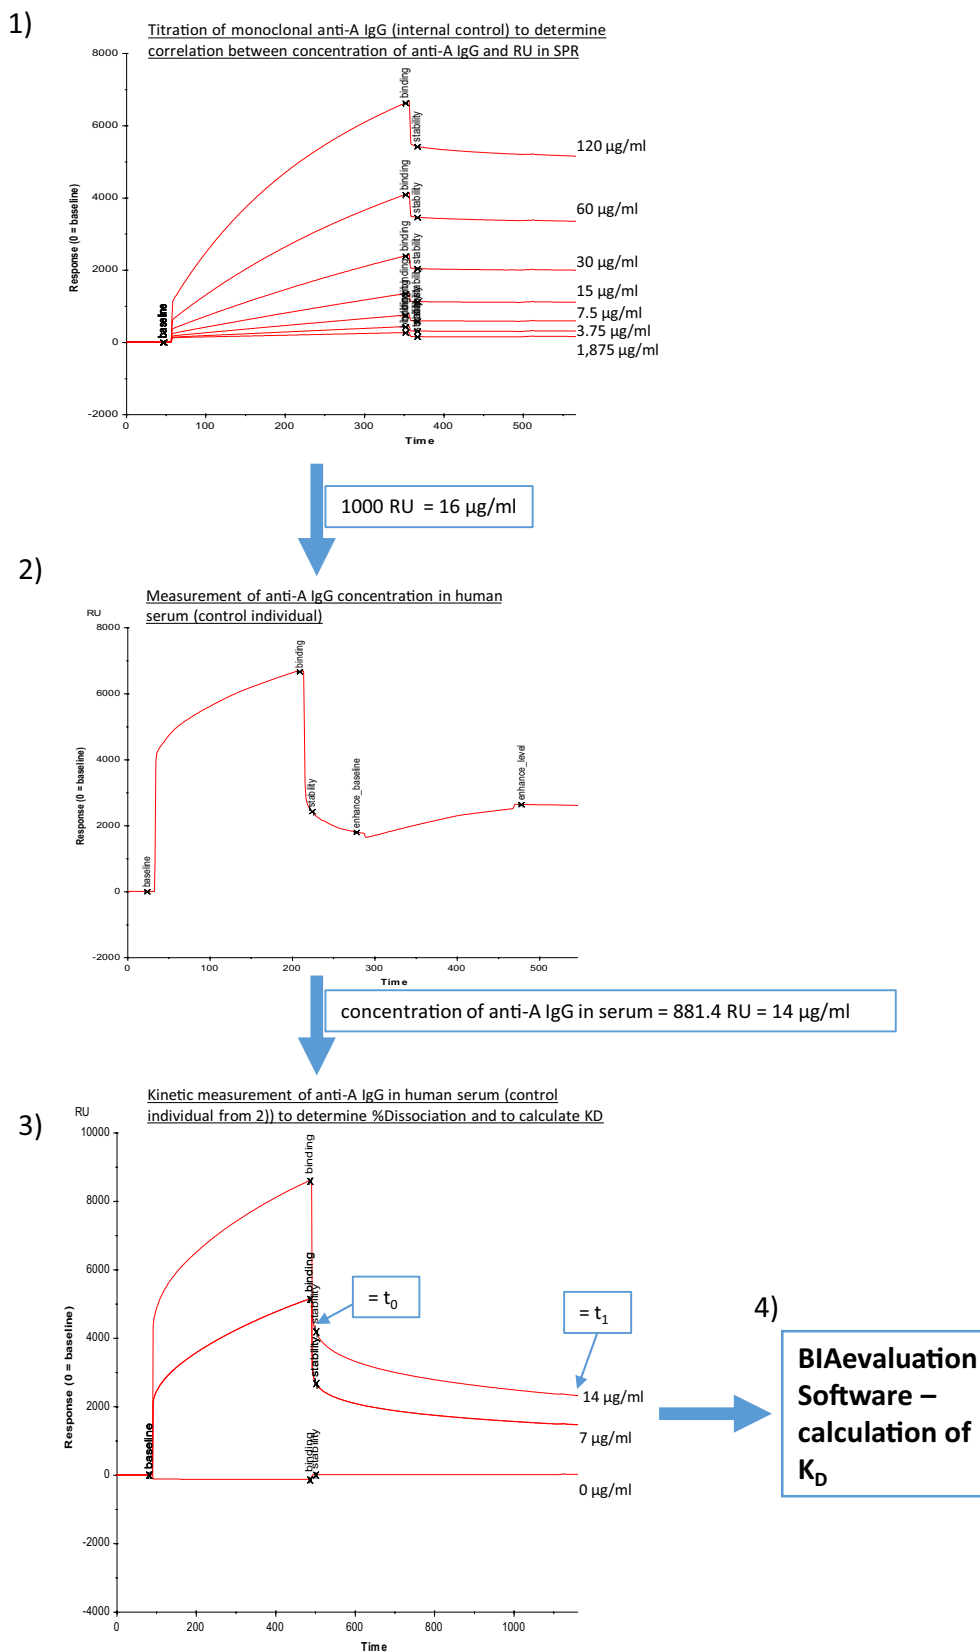 1)
Titration of monoclonal anti-A IgG (internal control) to determine
correlation between concentration of anti-A IgG and RU in SPR
8000
6000
4000
2000
0
-2000
Response (0 = baseline)
0 100 200 300 400 500
Time
baseline
binding
stability
120 µg/ml
binding
stability
60 µg/ml
binding
stability
30 µg/ml
15 µg/ml
7.5 µg/ml
3.75 µg/ml
1,875 µg/ml
1000 RU = 16 µg/ml
2)
Measurement of anti-A IgG concentration in human
serum (control individual)
RU
8000
6000
4000
2000
0
-2000
Response (0 = baseline)
0 100 200 300 400 500
Time
baseline
binding
stability
enhance_baseline
enhance_level
concentration of anti-A IgG in serum = 881.4 RU = 14 µg/ml
3)
Kinetic measurement of anti-A IgG in human serum (control
individual from 2)) to determine %Dissociation and to calculate KD
RU
10000
8000
6000
4000
2000
0
-2000
-4000
Response (0 = baseline)
0 200 400 600 800 1000
Time
baseline
binding
stability
binding
stability
binding
stability
= t0
= t1
14 µg/ml
7 µg/ml
0 µg/ml
4)
BIAevaluation
Software –
calculation of
KD